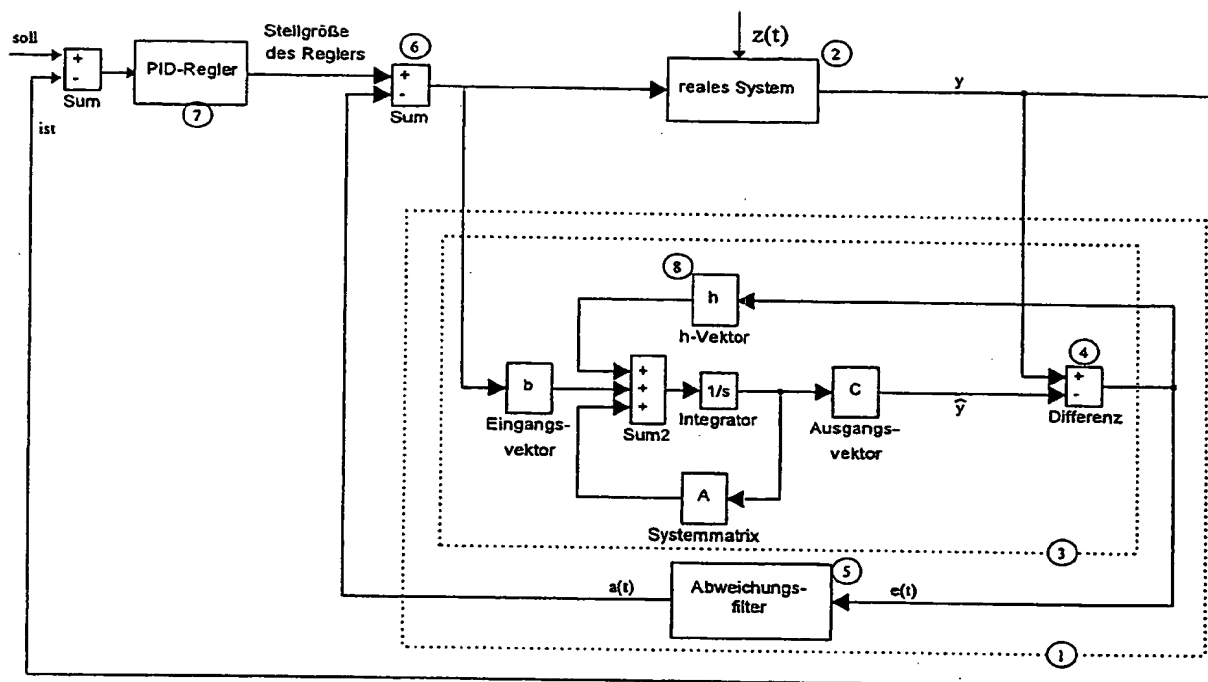 soll
+
-
Sum
ist
PID-Regler
7
Stellgröße
des Reglers
6
+
-
Sum
z(t)
2
reales System
y
8
h
h-Vektor
b
Eingangs-
vektor
+
+
+
Sum2
1/s
Integrator
C
Ausgangs-
vektor
ŷ
4
+
-
Differenz
A
Systemmatrix
3
a(t)
5
Abweichungs-
filter
e(t)
1